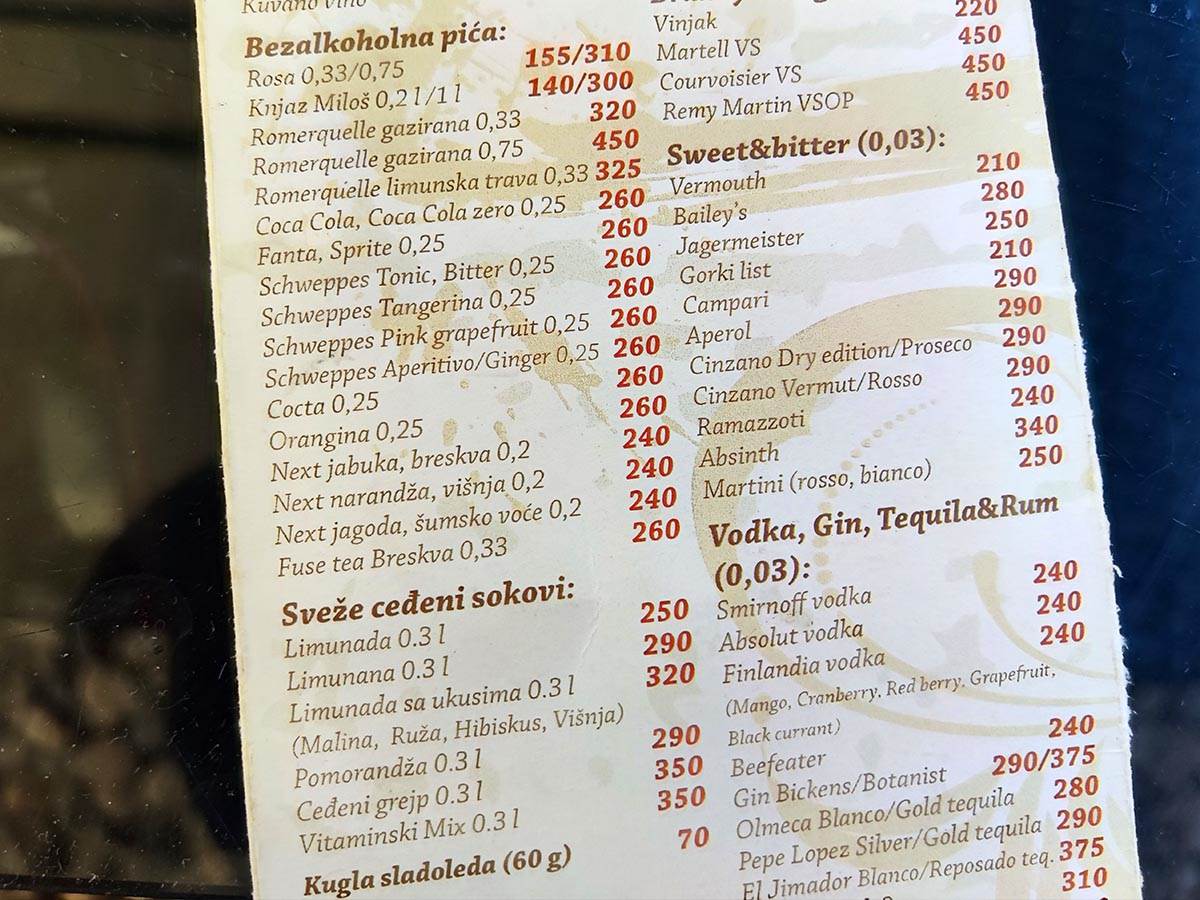 Kuvano vino
Bezalkoholna pića:
Rosa 0,33/0,75 155/310
Knjaz Miloš 0,2 l/1 l 140/300
Romerquelle gazirana 0,33 320
Romerquelle gazirana 0,75 450
Romerquelle limunska trava 0,33 325
Coca Cola, Coca Cola zero 0,25 260
Fanta, Sprite 0,25 260
Schweppes Tonic, Bitter 0,25 260
Schweppes Tangerina 0,25 260
Schweppes Pink grapefruit 0,25 260
Schweppes Aperitivo/Ginger 0,25 260
Cocta 0,25 260
Orangina 0,25 260
Next jabuka, breskva 0,2 240
Next narandža, višnja 0,2 240
Next jagoda, šumsko voće 0,2 240
Fuse tea Breskva 0,33 260
Sveže ceđeni sokovi:
Limunada 0.3 l 250
Limunana 0.3 l 290
Limunada sa ukusima 0.3 l 320
(Malina, Ruža, Hibiskus, Višnja)
Pomorandža 0.3 l 290
Ceđeni grejp 0.3 l 350
Vitaminski Mix 0.3 l 350
Kugla sladoleda (60 g) 70
Vinjak 220
Martell VS 450
Courvoisier VS 450
Remy Martin VSOP 450
Sweet&bitter (0,03):
Vermouth 210
Bailey's 280
Jagermeister 250
Gorki list 210
Campari 290
Aperol 290
Cinzano Dry edition/Proseco 290
Cinzano Vermut/Rosso 290
Ramazzoti 240
Absinth 340
Martini (rosso, bianco) 250
Vodka, Gin, Tequila&Rum
(0,03):
Smirnoff vodka 240
Absolut vodka 240
Finlandia vodka 240
(Mango, Cranberry, Red berry, Grapefruit,
Black currant)
Beefeater 240
Gin Bickens/Botanist 290/375
Olmeca Blanco/Gold tequila 280
Pepe Lopez Silver/Gold tequila 290
El Jimador Blanco/Reposado teq. 375
310